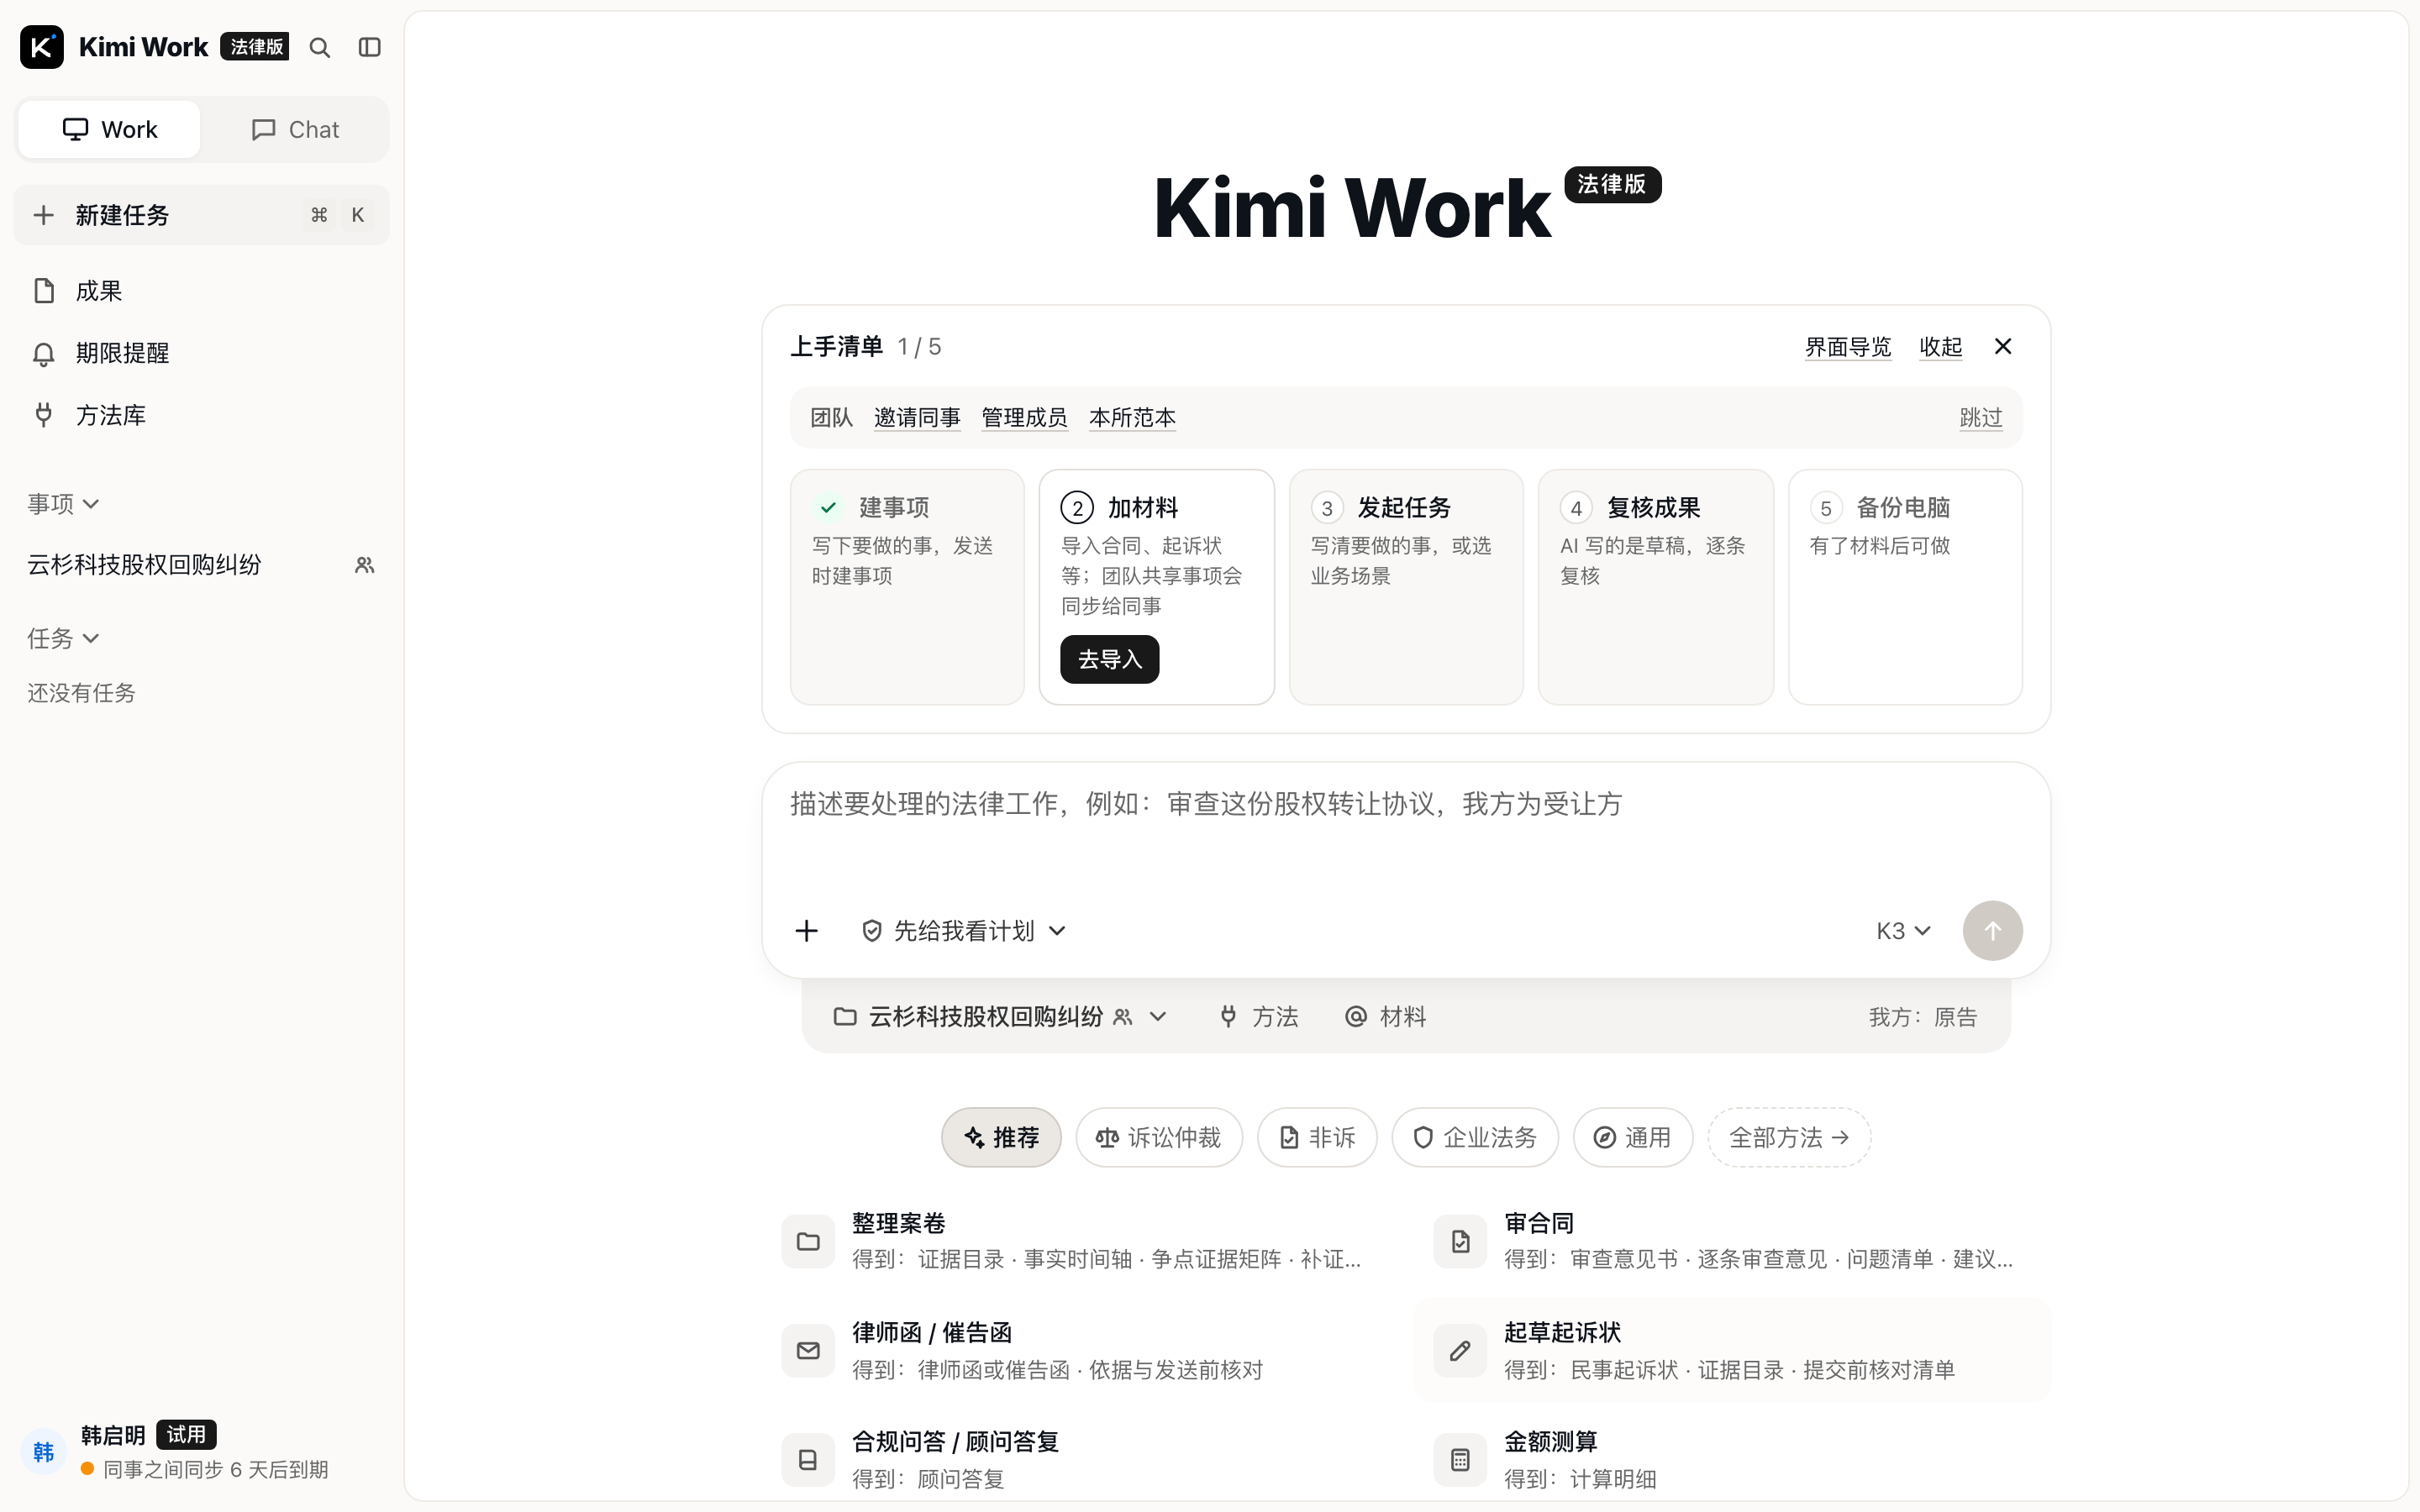 Kimi Work 法律版
Work
Chat
新建任务 ⌘ K
成果
期限提醒
方法库
事项
云杉科技股权回购纠纷
任务
还没有任务
韩 韩启明 试用
同事之间同步 6 天后到期
Kimi Work 法律版
上手清单 1 / 5 界面导览 收起
团队 邀请同事 管理成员 本所范本 跳过
建事项
写下要做的事，发送
时建事项
2 加材料
导入合同、起诉状
等；团队共享事项会
同步给同事
去导入
3 发起任务
写清要做的事，或选
业务场景
4 复核成果
AI 写的是草稿，逐条
复核
5 备份电脑
有了材料后可做
描述要处理的法律工作，例如：审查这份股权转让协议，我方为受让方
先给我看计划 K3
云杉科技股权回购纠纷 方法 材料 我方：原告
推荐 诉讼仲裁 非诉 企业法务 通用 全部方法 →
整理案卷
得到：证据目录 · 事实时间轴 · 争点证据矩阵 · 补证...
审合同
得到：审查意见书 · 逐条审查意见 · 问题清单 · 建议...
律师函 / 催告函
得到：律师函或催告函 · 依据与发送前核对
起草起诉状
得到：民事起诉状 · 证据目录 · 提交前核对清单
合规问答 / 顾问答复
得到：顾问答复
金额测算
得到：计算明细